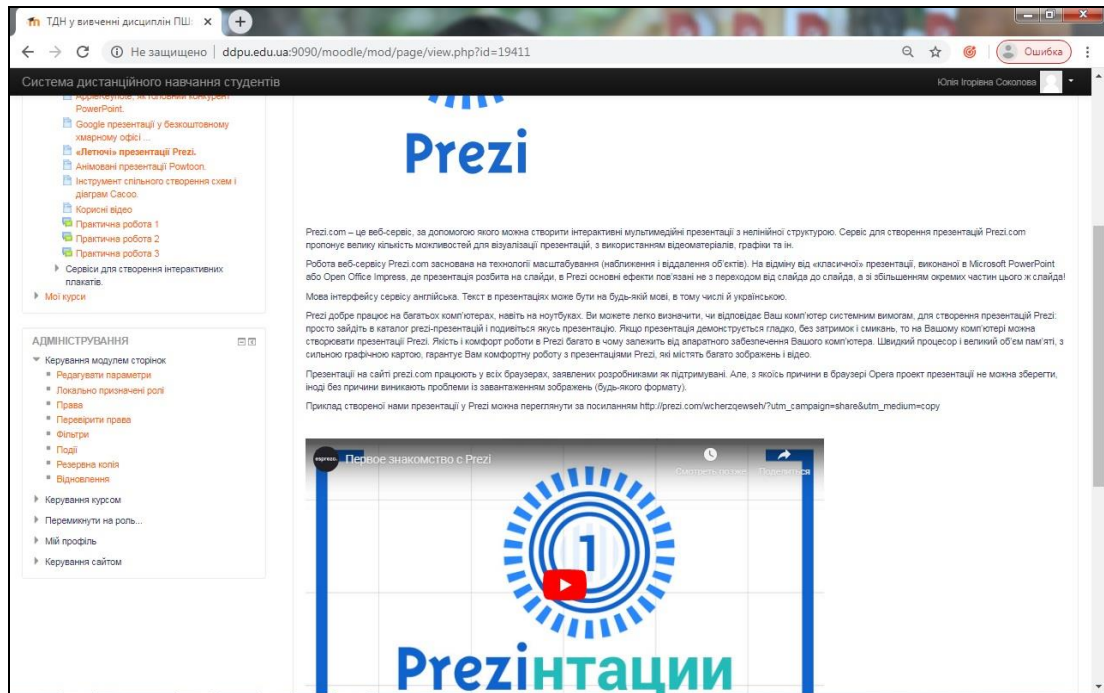 ТДН у вивченні дисциплін ПШ
Не защищено | ddpu.edu.ua:9090/moodle/mod/page/view.php?id=19411
Ошибка
Система дистанційного навчання студентів
Юлія Ігорівна Соколова
AppleKeynote, як головний конкурент
PowerPoint.
Google презентації у безкоштовному
хмарному офісі ...
«Летючі» презентації Prezi.
Анімовані презентації Powtoon.
Інструмент спільного створення схем і
діаграм Cacoo.
Корисні відео
Практична робота 1
Практична робота 2
Практична робота 3
Сервіси для створення інтерактивних
плакатів.
Мої курси
АДМІНІСТРУВАННЯ
Керування модулем сторінок
Редагувати параметри
Локально призначені ролі
Права
Перевірити права
Фільтри
Події
Резервна копія
Відновлення
Керування курсом
Перемикнути на роль...
Мій профіль
Керування сайтом
Prezi
Prezi.com – це веб-сервіс, за допомогою якого можна створити інтерактивні мультимедійні презентації з нелінійної структурою. Сервіс для створення презентацій Prezi.com
пропонує велику кількість можливостей для візуалізації презентацій, з використанням відеоматеріалів, графіки та ін.
Робота веб-сервісу Prezi.com заснована на технології масштабування (наближення і віддалення об'єктів). На відміну від «класичної» презентації, виконаної в Microsoft PowerPoint
або Open Office Impress, де презентація розбита на слайди, в Prezi основні ефекти пов'язані не з переходом від слайда до слайда, а зі збільшенням окремих частин цього ж слайда!
Мова інтерфейсу сервісу англійська. Текст в презентаціях може бути на будь-якій мові, в тому числі й українською.
Prezi добре працює на багатьох комп'ютерах, навіть на ноутбуках. Ви можете легко визначити, чи відповідає Ваш комп'ютер системним вимогам, для створення презентацій Prezi:
просто зайдіть в каталог prezi-презентацій і подивіться якусь презентацію. Якщо презентація демонструється гладко, без затримок і смикань, то на Вашому комп'ютері можна
створювати презентації Prezi. Якість і комфорт роботи в Prezi багато в чому залежить від апаратного забезпечення Вашого комп'ютера. Швидкий процесор і великий об'єм пам'яті, з
сильною графічною картою, гарантує Вам комфортну роботу з презентаціями Prezi, які містять багато зображень і відео.
Презентації на сайті prezi.com працюють у всіх браузерах, заявлених розробниками як підтримувані. Але, з якоїсь причини в браузері Opera проект презентації не можна зберегти,
іноді без причини виникають проблеми із завантаженням зображень (будь-якого формату).
Приклад створеної нами презентації у Prezi можна переглянути за посиланням http://prezi.com/wcherzqewseh/?utm_campaign=share&utm_medium=copy
espreso.
Первое знакомство с Prezi
Смотреть позже
Поделиться
1
Preziнтации